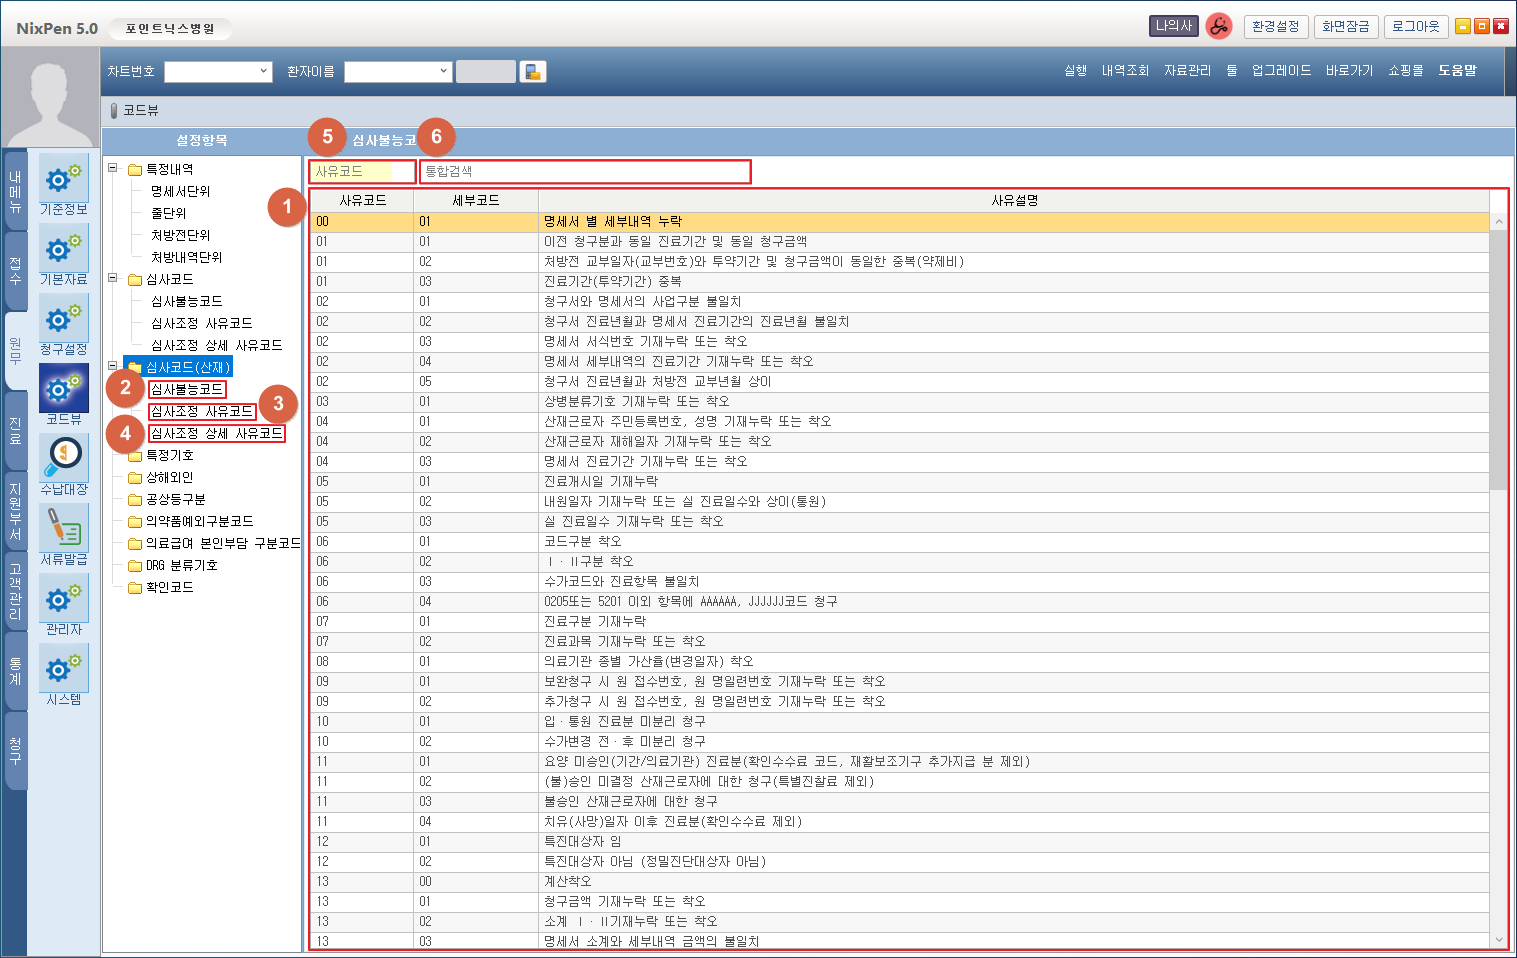 NixPen 5.0 포인트닉스병원 나의사 환경설정 화면잠금 로그아웃
차트번호 환자이름 실행 내역조회 자료관리 툴 업그레이드 바로가기 쇼핑몰 도움말
코드뷰
설정항목
5 심사불능코 6
내메뉴
접수
원무
진료
지원부서
고객관리
통계
청구
기준정보
기본자료
청구설정
코드뷰
수납대장
서류발급
관리자
시스템
특정내역
명세서단위
줄단위
처방전단위
처방내역단위
심사코드
심사불능코드
심사조정 사유코드
심사조정 상세 사유코드
심사코드(산재)
2 심사불능코드
심사조정 사유코드 3
4 심사조정 상세 사유코드
특정기호
상해외인
공상등구분
의약품예외구분코드
의료급여 본인부담 구분코드
DRG 분류기호
확인코드
사유코드 통합검색
1 사유코드 세부코드 사유설명
00 01 명세서 별 세부내역 누락
01 01 이전 청구분과 동일 진료기간 및 동일 청구금액
01 02 처방전 교부일자(교부번호)와 투약기간 및 청구금액이 동일한 중복(약제비)
01 03 진료기간(투약기간) 중복
02 01 청구서와 명세서의 사업구분 불일치
02 02 청구서 진료년월과 명세서 진료기간의 진료년월 불일치
02 03 명세서 서식번호 기재누락 또는 착오
02 04 명세서 세부내역의 진료기간 기재누락 또는 착오
02 05 청구서 진료년월과 처방전 교부년월 상이
03 01 상병분류기호 기재누락 또는 착오
04 01 산재근로자 주민등록번호, 성명 기재누락 또는 착오
04 02 산재근로자 재해일자 기재누락 또는 착오
04 03 명세서 진료기간 기재누락 또는 착오
05 01 진료개시일 기재누락
05 02 내원일자 기재누락 또는 실 진료일수와 상이(통원)
05 03 실 진료일수 기재누락 또는 착오
06 01 코드구분 착오
06 02 Ⅰ·Ⅱ구분 착오
06 03 수가코드와 진료항목 불일치
06 04 0205또는 5201 이외 항목에 AAAAAA, JJJJJJ코드 청구
07 01 진료구분 기재누락
07 02 진료과목 기재누락 또는 착오
08 01 의료기관 종별 가산율(변경일자) 착오
09 01 보완청구 시 원 접수번호, 원 명일련번호 기재누락 또는 착오
09 02 추가청구 시 원 접수번호, 원 명일련번호 기재누락 또는 착오
10 01 입·통원 진료분 미분리 청구
10 02 수가변경 전·후 미분리 청구
11 01 요양 미승인(기간/의료기관) 진료분(확인수수료 코드, 재활보조기구 추가지급 분 제외)
11 02 (불)승인 미결정 산재근로자에 대한 청구(특별진찰료 제외)
11 03 불승인 산재근로자에 대한 청구
11 04 치유(사망)일자 이후 진료분(확인수수료 제외)
12 01 특진대상자 임
12 02 특진대상자 아님 (정밀진단대상자 아님)
13 00 계산착오
13 01 청구금액 기재누락 또는 착오
13 02 소계 Ⅰ·Ⅱ기재누락 또는 착오
13 03 명세서 소계와 세부내역 금액의 불일치